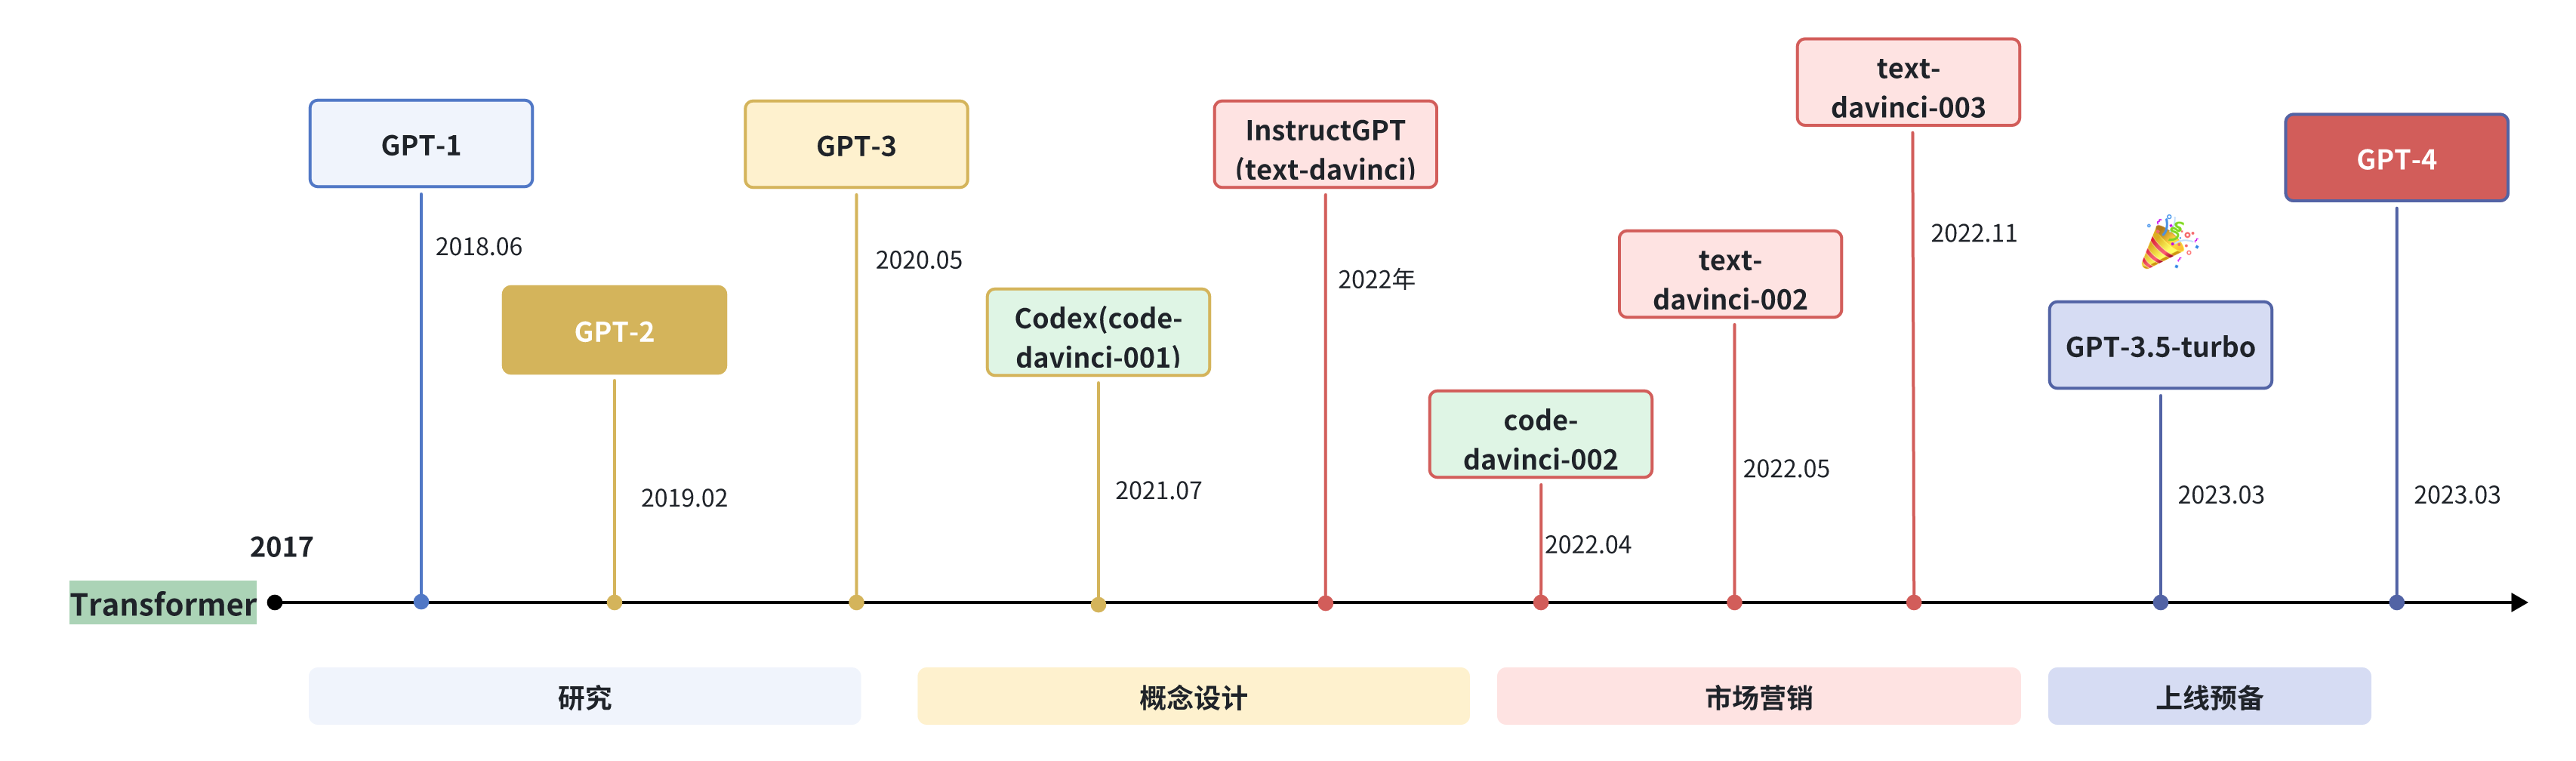 text-
davinci-003
GPT-1
GPT-3
InstructGPT
(text-davinci)
GPT-4
2018.06
2020.05
2022年
text-
davinci-002
2022.11
GPT-2
Codex(code-
davinci-001)
GPT-3.5-turbo
code-
davinci-002
2019.02
2021.07
2022.05
2023.03
2023.03
2022.04
2017
Transformer
研究
概念设计
市场营销
上线预备